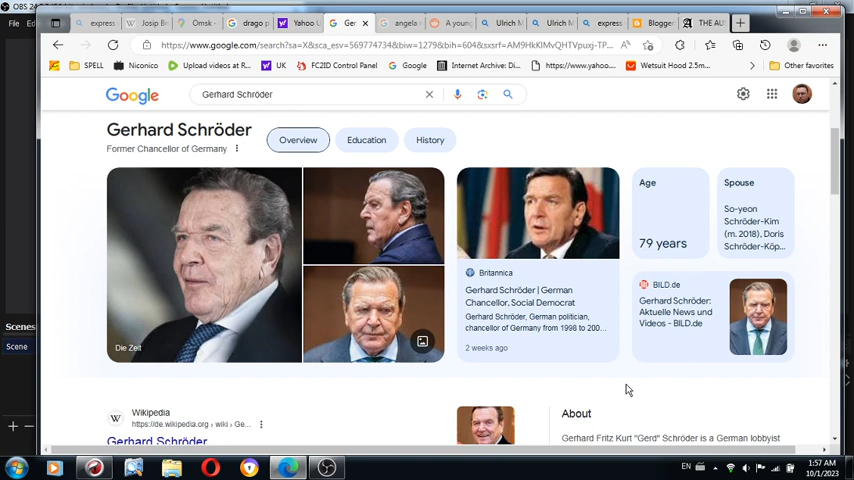 OBS 24
File
express
Josip Be
Omsk -
drago p
Yahoo U
Ger
angela
A young
Ulrich M
Ulrich M
express
Blogger
THE AUS
https://www.google.com/search?sa=X&sca_esv=569774734&biw=1279&bih=604&sxsrf=AM9HkKIMvQHTVpuxj-TP...
SPELL
Niconico
Upload videos at R...
UK
FC2ID Control Panel
Google
Internet Archive: Di...
https://www.yahoo....
Wetsuit Hood 2.5m...
Other favorites
Google
Gerhard Schröder
Gerhard Schröder
Former Chancellor of Germany
Overview
Education
History
Die Zeit
Britannica
Gerhard Schröder | German
Chancellor, Social Democrat
Gerhard Schröder, German politician,
chancellor of Germany from 1998 to 200...
2 weeks ago
Age
79 years
Spouse
So-yeon
Schröder-Kim
(m. 2018), Doris
Schröder-Köp...
BILD.de
Gerhard Schröder:
Aktuelle News und
Videos - BILD.de
Scenes
Scene
Wikipedia
https://de.wikipedia.org › wiki › Ge...
Gerhard Schröder
About
Gerhard Fritz Kurt "Gerd" Schröder is a German lobbyist
EN
1:57 AM
10/1/2023